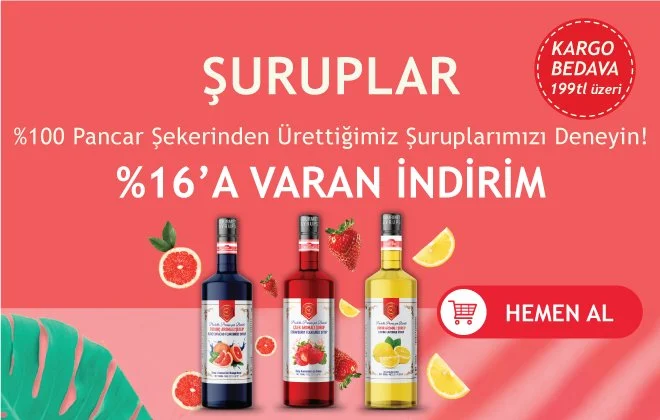 KARGO
BEDAVA
199tl üzeri
ŞURUPLAR
%100 Pancar Şekerinden Ürettiğimiz Şuruplarımızı Deneyin!
%16'A VARAN İNDİRİM
HEMEN AL